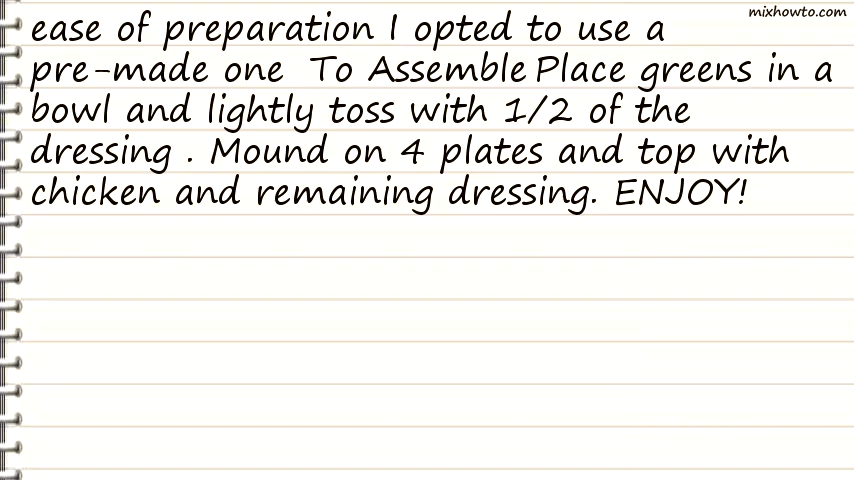 mixhowto.com
ease of preparation I opted to use a
pre-made one To Assemble Place greens in a
bowl and lightly toss with 1/2 of the
dressing . Mound on 4 plates and top with
chicken and remaining dressing. ENJOY!